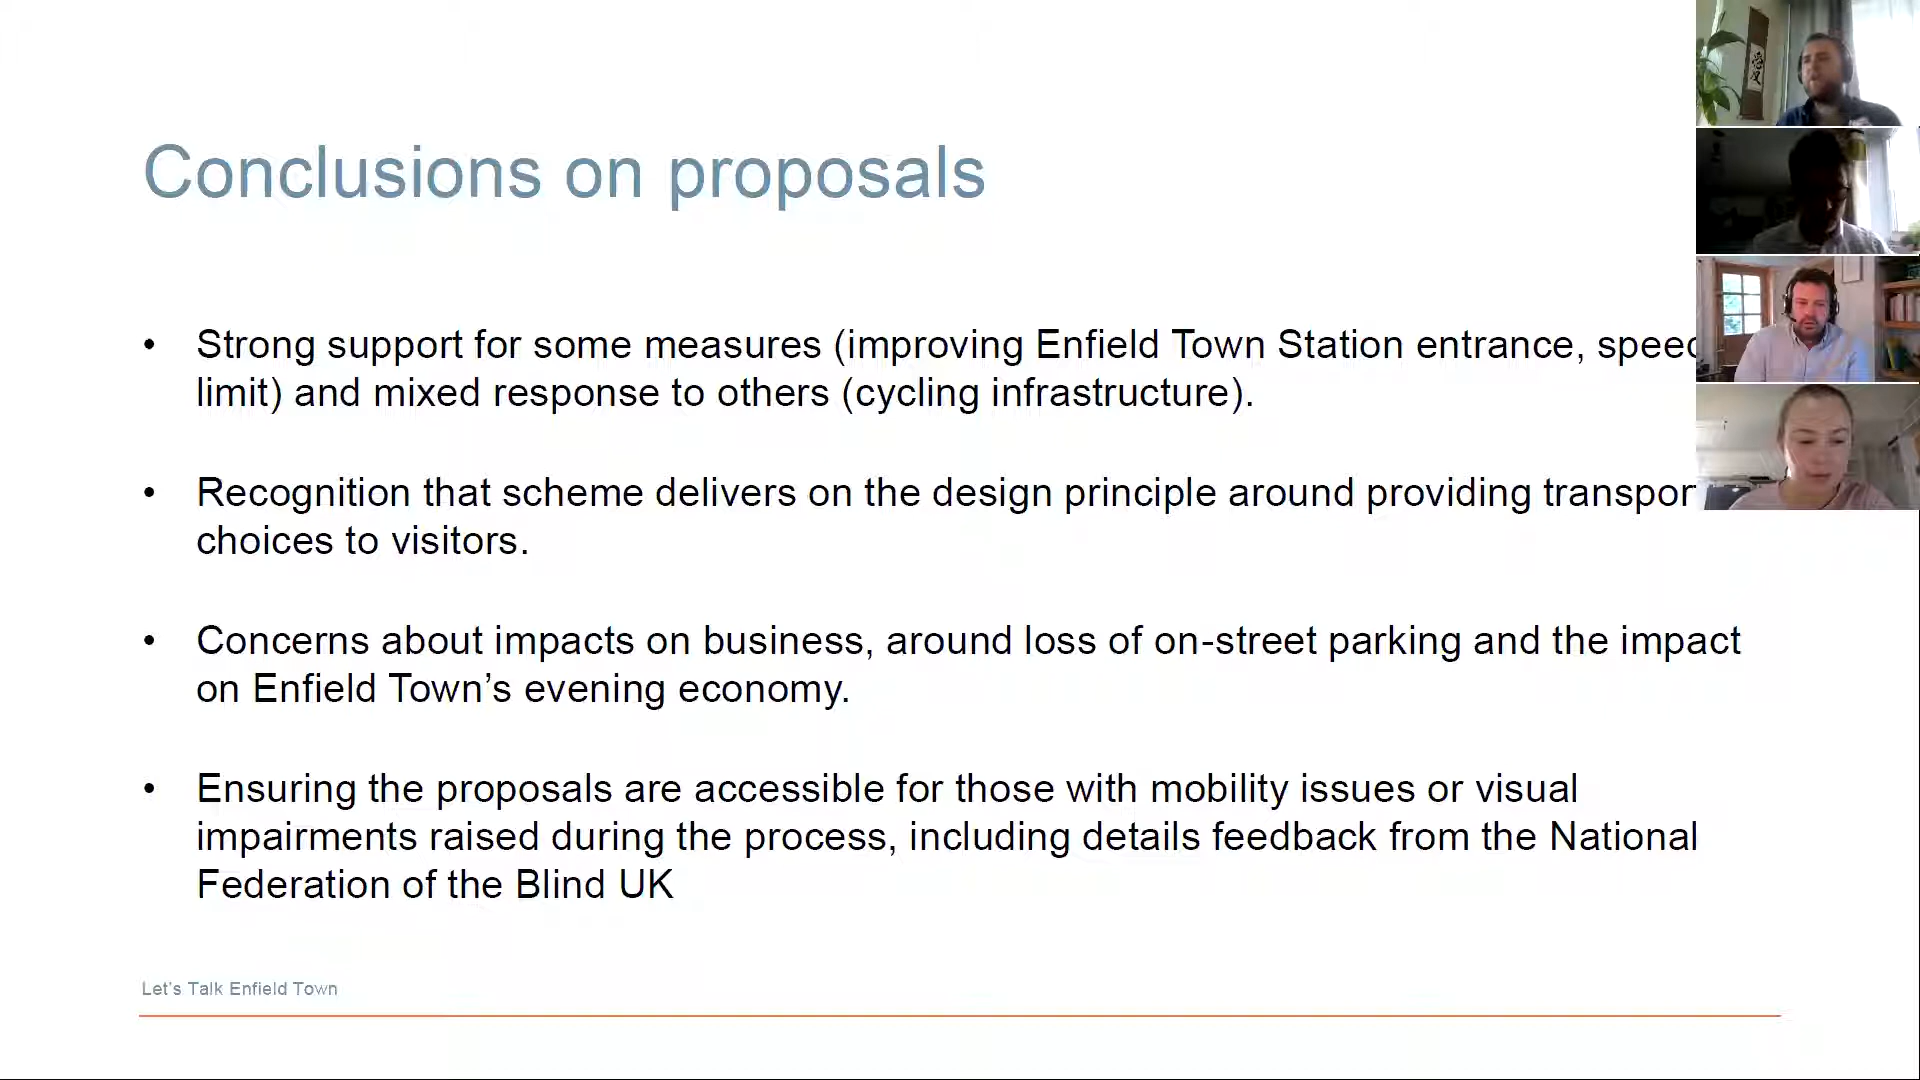 Conclusions on proposals
• Strong support for some measures (improving Enfield Town Station entrance, speed
limit) and mixed response to others (cycling infrastructure).
• Recognition that scheme delivers on the design principle around providing transport
choices to visitors.
• Concerns about impacts on business, around loss of on-street parking and the impact
on Enfield Town’s evening economy.
• Ensuring the proposals are accessible for those with mobility issues or visual
impairments raised during the process, including details feedback from the National
Federation of the Blind UK
Let’s Talk Enfield Town